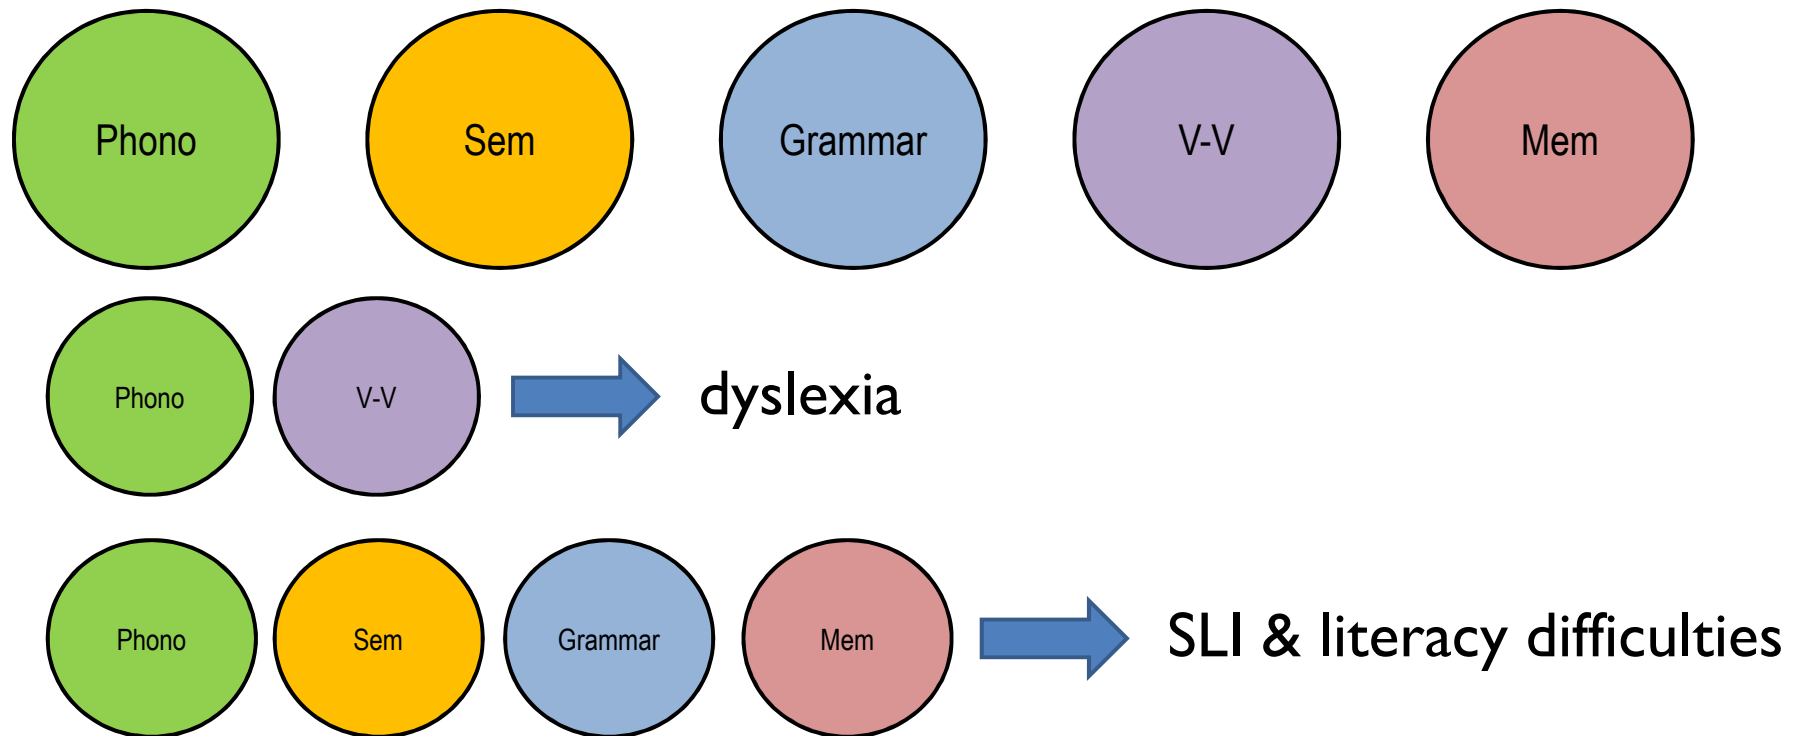 Phono Sem Grammar V-V Mem
Phono V-V dyslexia
Phono Sem Grammar Mem SLI & literacy difficulties